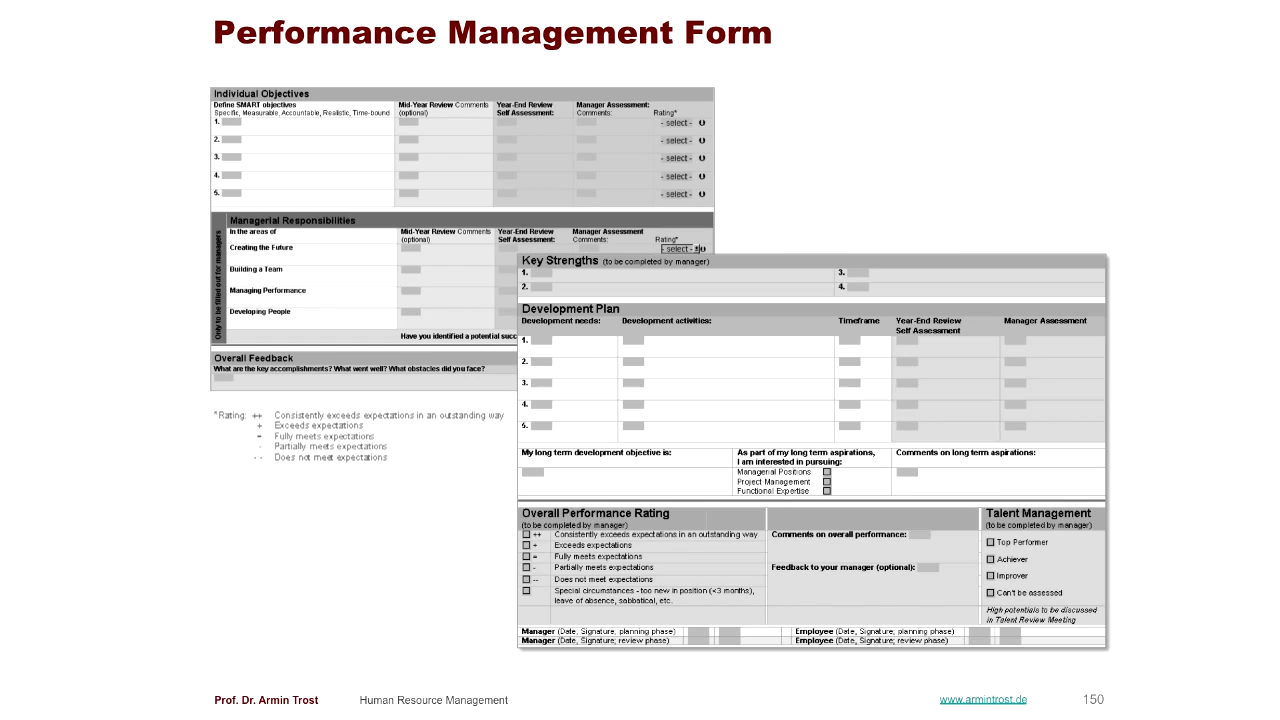 Performance Management Form
Individual Objectives
Define SMART objectives
Specific, Measurable, Accountable, Realistic, Time-bound
Mid-Year Review Comments
(optional)
Year-End Review
Self Assessment:
Manager Assessment:
Comments:
Rating*
1.
- select -
2.
- select -
3.
- select -
4.
- select -
5.
- select -
Only to be filled out for managers
Managerial Responsibilities
In the areas of
Mid-Year Review Comments
(optional)
Year-End Review
Self Assessment:
Manager Assessment
Comments:
Rating*
Creating the Future
- select -
Building a Team
Managing Performance
Developing People
Have you identified a potential succ
Overall Feedback
What are the key accomplishments? What went well? What obstacles did you face?
*Rating: ++ Consistently exceeds expectations in an outstanding way
+ Exceeds expectations
= Fully meets expectations
- Partially meets expectations
- - Does not meet expectations
Key Strengths (to be completed by manager)
1.
3.
2.
4.
Development Plan
Development needs:
Development activities:
Timeframe
Year-End Review
Self Assessment
Manager Assessment
1.
2.
3.
4.
5.
My long term development objective is:
As part of my long term aspirations,
I am interested in pursuing:
Managerial Positions
Project Management
Functional Expertise
Comments on long term aspirations:
Overall Performance Rating
(to be completed by manager)
++ Consistently exceeds expectations in an outstanding way
+ Exceeds expectations
= Fully meets expectations
- Partially meets expectations
-- Does not meet expectations
Special circumstances - too new in position (<3 months),
leave of absence, sabbatical, etc.
Comments on overall performance:
Feedback to your manager (optional):
Talent Management
(to be completed by manager)
Top Performer
Achiever
Improver
Can't be assessed
High potentials to be discussed
in Talent Review Meeting
Manager (Date, Signature; planning phase)
Employee (Date, Signature; planning phase)
Manager (Date, Signature; review phase)
Employee (Date, Signature; review phase)
Prof. Dr. Armin Trost
Human Resource Management
www.armintrost.de
150